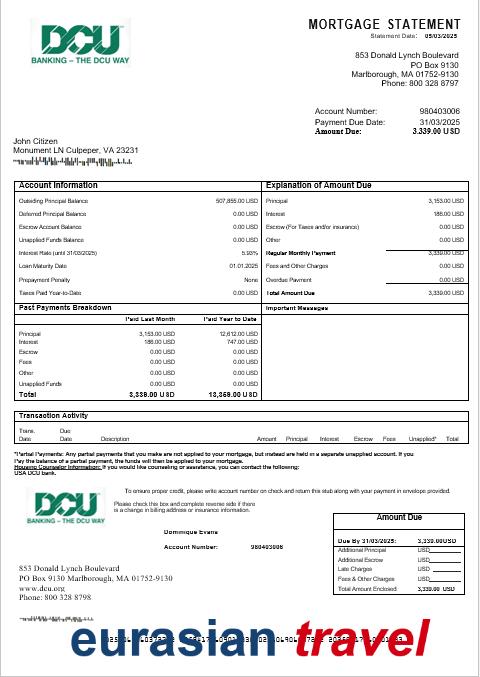 DCU
BANKING – THE DCU WAY
MORTGAGE STATEMENT
Statement Date: 05/03/2025
853 Donald Lynch Boulevard
PO Box 9130
Marlborough, MA 01752-9130
Phone: 800 328 8797
Account Number: 980403006
Payment Due Date: 31/03/2025
Amount Due: 3,339.00 USD
John Citizen
Monument LN Culpeper, VA 23231
Account Information
Outsiding Principal Balance 507,855.00 USD
Deferred Principal Balance 0.00 USD
Escrow Account Balance 0.00 USD
Unapplied Funds Balance 0.00 USD
Interest Rate (until 31/03/2025) 5.93%
Loan Maturity Date 01.01.2025
Prepayment Penalty None
Taxes Paid Year-to-Date 0.00 USD
Explanation of Amount Due
Principal 3,153.00 USD
Interest 186.00 USD
Escrow (For Taxes and/or insurance) 0.00 USD
Other 0.00 USD
Regular Monthly Payment 3,339.00 USD
Fees and Other Charges 0.00 USD
Overdue Payment 0.00 USD
Total Amount Due 3,339.00 USD
Past Payments Breakdown
Paid Last Month Paid Year to Date
Principal 3,153.00 USD 12,612.00 USD
Interest 186.00 USD 747.00 USD
Escrow 0.00 USD 0.00 USD
Fees 0.00 USD 0.00 USD
Other 0.00 USD 0.00 USD
Unapplied Funds 0.00 USD 0.00 USD
Total 3,339.00 USD 13,359.00 USD
Important Messages
Transaction Activity
Trans. Date Due Date Description Amount Principal Interest Escrow Fees Unapplied* Total
*Partial Payments: Any partial payments that you make are not applied to your mortgage, but instead are held in a separate unapplied account. If you
Pay the balance of a partial payment, the funds will then be applied to your mortgage.
Housing Counselor Information: If you would like counseling or assistance, you can contact the following:
USA DCU bank.
DCU
BANKING – THE DCU WAY
To unsure proper credit, please write account number on check and return this stub along with your payment in envelope provided.
Please check this box and complete reverse side if there
is a change in billing address or insurance information.
Dominique Evans
Account Number: 980403006
Amount Due
Due By 31/03/2025: 3,339.00USD
Additional Principal USD
Additional Escrow USD
Late Charges USD
Fees & Other Charges USD
Total Amount Enclosed 3,339.00 USD
853 Donald Lynch Boulevard
PO Box 9130 Marlborough, MA 01752-9130
www.dcu.org
Phone: 800 328 8798
eurasian travel